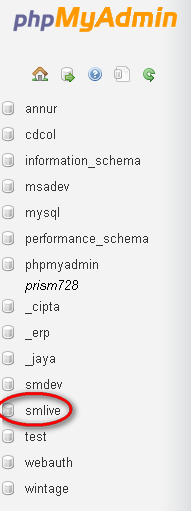 phpMyAdmin
annur
cdcol
information_schema
msadev
mysql
performance_schema
phpmyadmin
prism728
_cipta
_erp
_jaya
smdev
smlive
test
webauth
wintage